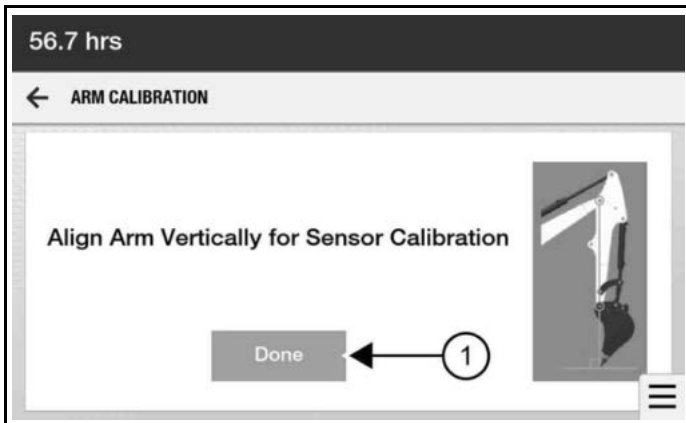 56.7 hrs
ARM CALIBRATION
Align Arm Vertically for Sensor Calibration
Done
1